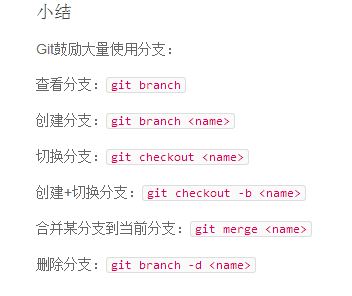 小结
Git鼓励大量使用分支：
查看分支：git branch
创建分支：git branch <name>
切换分支：git checkout <name>
创建+切换分支：git checkout -b <name>
合并某分支到当前分支：git merge <name>
删除分支：git branch -d <name>